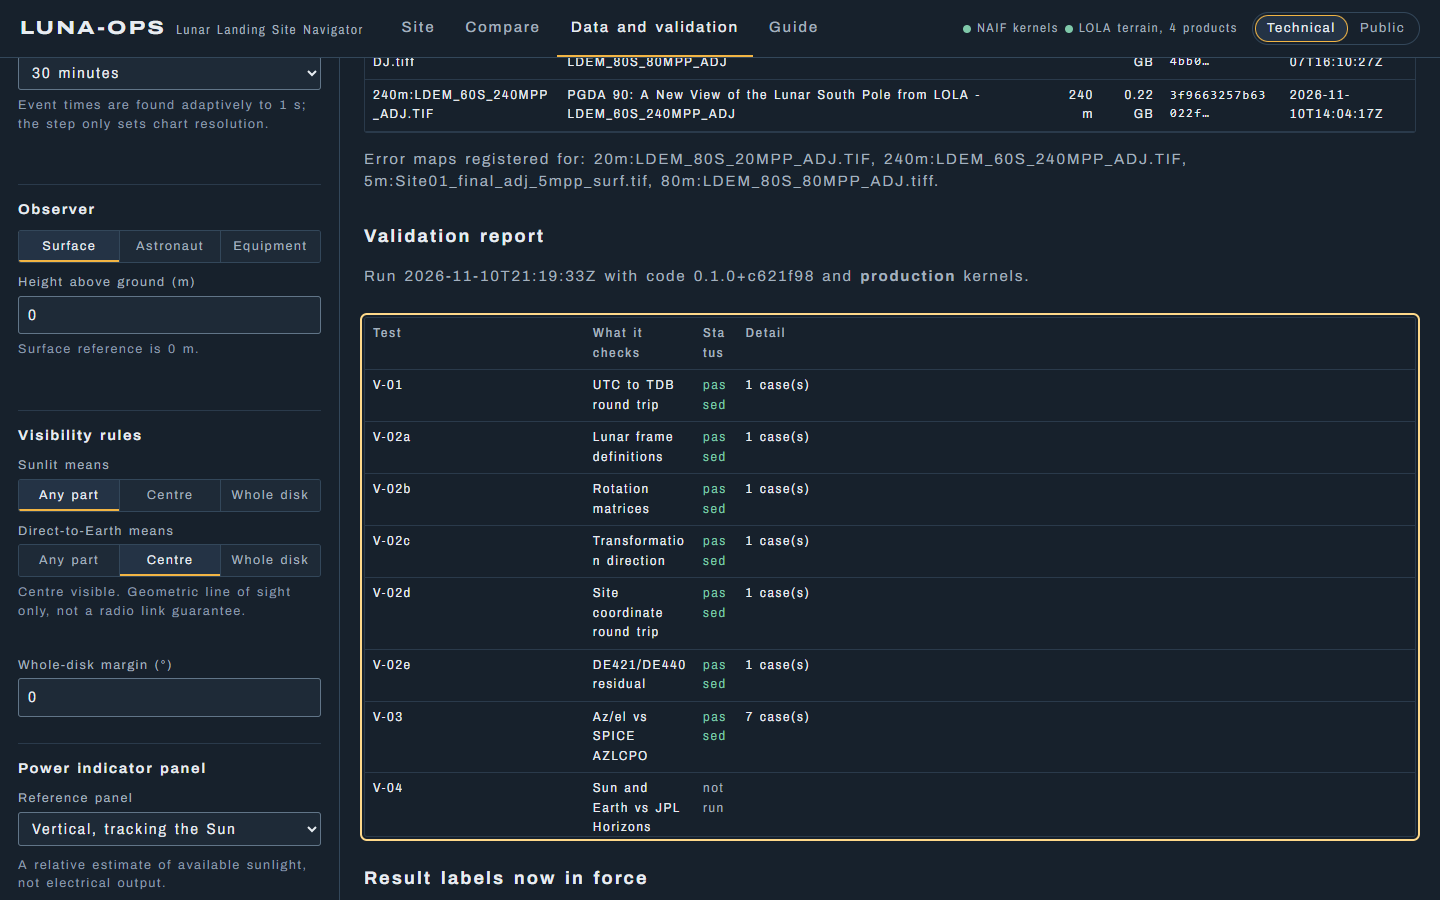 LUNA-OPS Lunar Landing Site Navigator Site Compare Data and validation Guide NAIF kernels LOLA terrain, 4 products Technical Public
30 minutes
Event times are found adaptively to 1 s;
the step only sets chart resolution.
Observer
Surface Astronaut Equipment
Height above ground (m)
0
Surface reference is 0 m.
Visibility rules
Sunlit means
Any part Centre Whole disk
Direct-to-Earth means
Any part Centre Whole disk
Centre visible. Geometric line of sight
only, not a radio link guarantee.
Whole-disk margin (°)
0
Power indicator panel
Reference panel
Vertical, tracking the Sun
A relative estimate of available sunlight,
not electrical output.
DJ.tiff LDEM_80S_80MPP_ADJ GB 4bb0… 07T16:10:27Z
240m:LDEM_60S_240MPP PGDA 90: A New View of the Lunar South Pole from LOLA - 240 0.22 3f9663257b63 2026-11-
_ADJ.TIF LDEM_60S_240MPP_ADJ m GB 022f… 10T14:04:17Z
Error maps registered for: 20m:LDEM_80S_20MPP_ADJ.TIF, 240m:LDEM_60S_240MPP_ADJ.TIF,
5m:Site01_final_adj_5mpp_surf.tif, 80m:LDEM_80S_80MPP_ADJ.tiff.
Validation report
Run 2026-11-10T21:19:33Z with code 0.1.0+c621f98 and production kernels.
Test What it Sta Detail
checks tus
V-01 UTC to TDB pas 1 case(s)
round trip sed
V-02a Lunar frame pas 1 case(s)
definitions sed
V-02b Rotation pas 1 case(s)
matrices sed
V-02c Transformatio pas 1 case(s)
n direction sed
V-02d Site pas 1 case(s)
coordinate sed
round trip
V-02e DE421/DE440 pas 1 case(s)
residual sed
V-03 Az/el vs pas 7 case(s)
SPICE sed
AZLCPO
V-04 Sun and not
Earth vs JPL run
Horizons
Result labels now in force